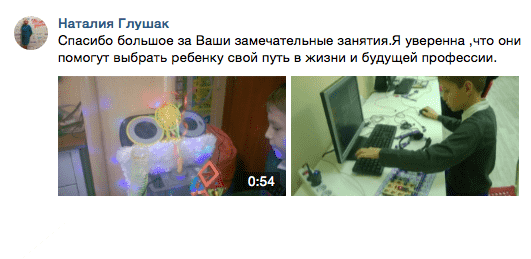 Наталия Глушак
Спасибо большое за Ваши замечательные занятия.Я уверенна ,что они
помогут выбрать ребенку свой путь в жизни и будущей профессии.
0:54